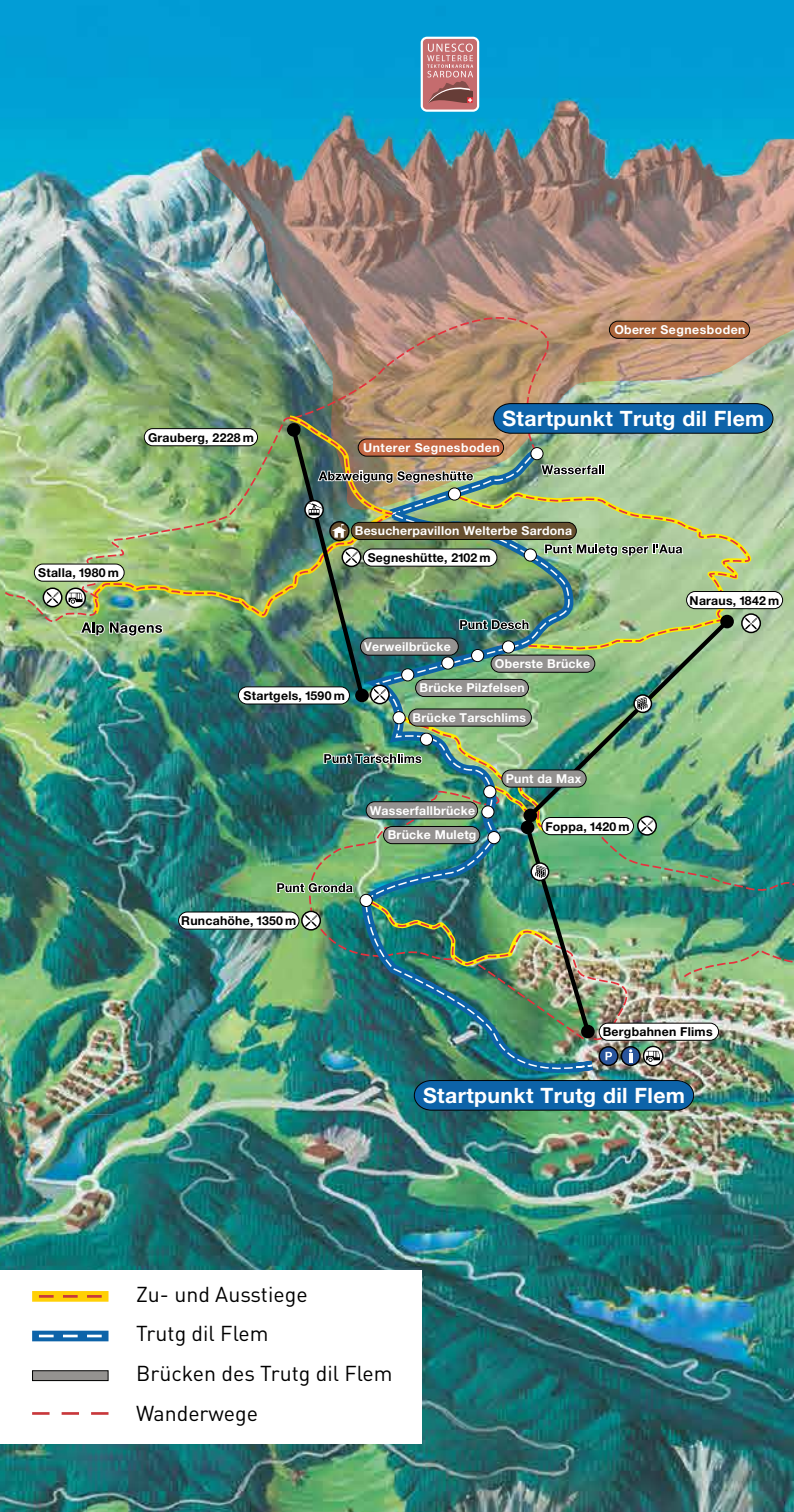 UNESCO
WELTERBE
TEKTONIKARENA
SARDONA
Oberer Segnesboden
Startpunkt Trutg dil Flem
Grauberg, 2228 m
Unterer Segnesboden
Wasserfall
Abzweigung Segneshütte
Besucherpavillon Welterbe Sardona
Punt Muletg sper l'Aua
Segneshütte, 2102 m
Stalla, 1980 m
Naraus, 1842 m
Alp Nagens
Punt Desch
Verweilbrücke
Oberste Brücke
Brücke Pilzfelsen
Startgels, 1590 m
Brücke Tarschlims
Punt Tarschlims
Punt da Max
Wasserfallbrücke
Foppa, 1420 m
Brücke Muletg
Punt Gronda
Runcahöhe, 1350 m
Bergbahnen Flims
P i
Startpunkt Trutg dil Flem
Zu- und Ausstiege
Trutg dil Flem
Brücken des Trutg dil Flem
Wanderwege